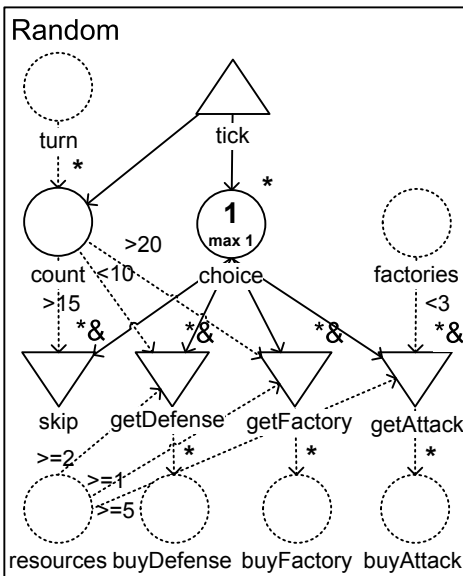 Random
turn
tick
*
*
1
max 1
>20
count
<10
choice
factories
>15
<3
*&
*&
*&
*&
skip
getDefense
getFactory
getAttack
>=2
*
*
*
>=1
>=5
resources
buyDefense
buyFactory
buyAttack